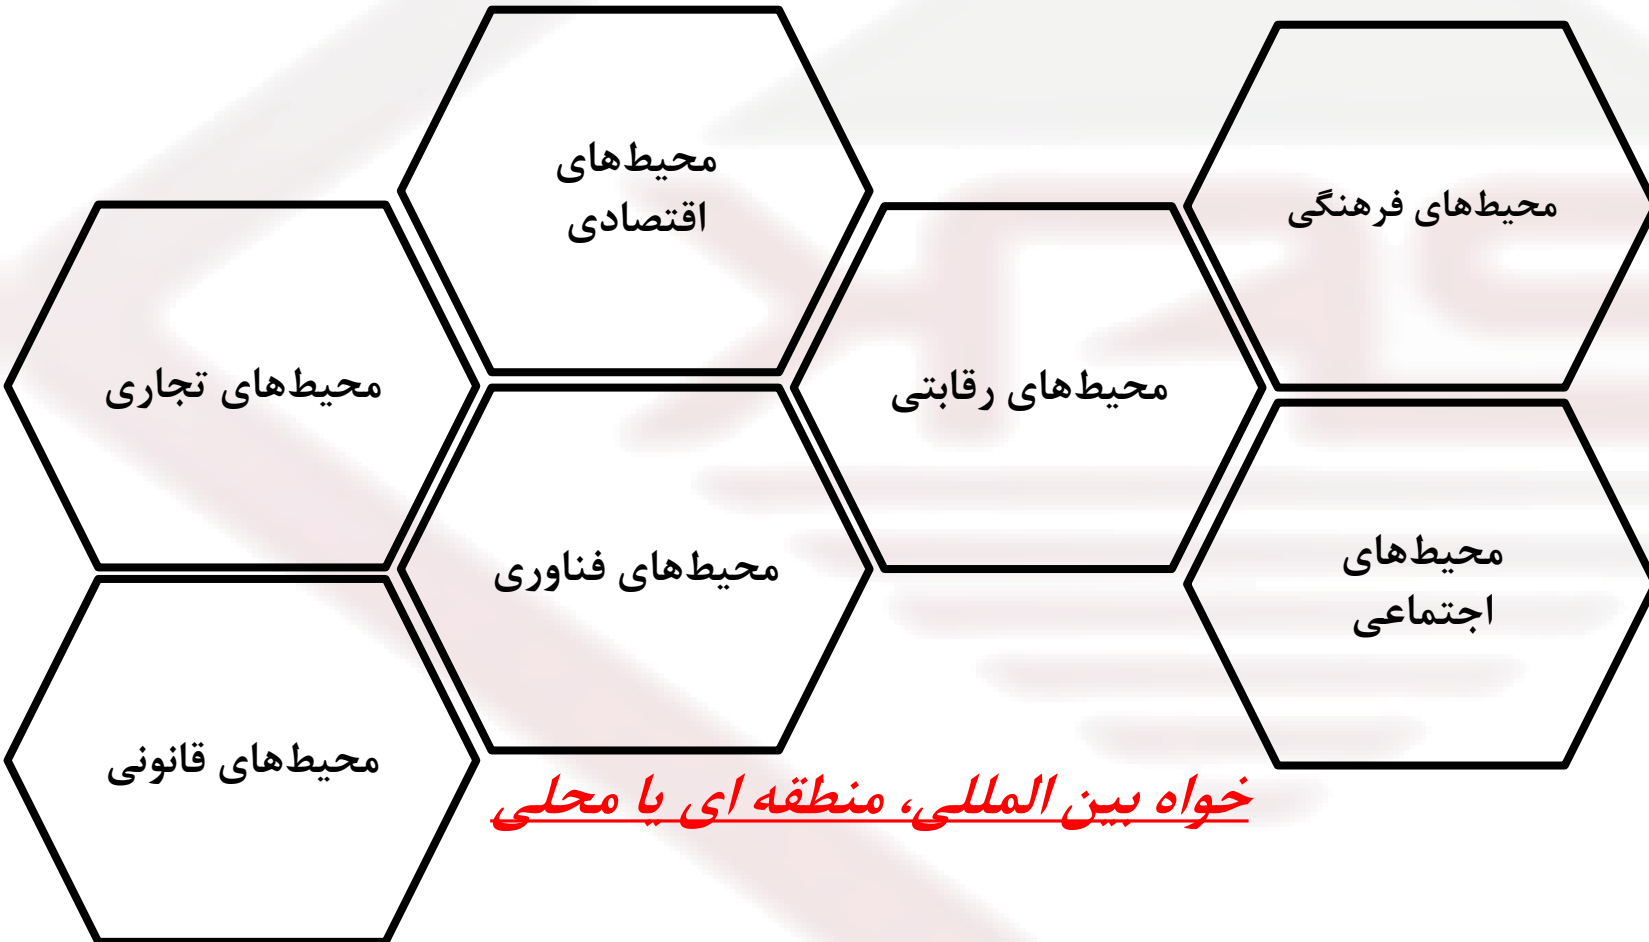 محیط‌های فرهنگی
محیط‌های
اجتماعی
محیط‌های رقابتی
محیط‌های
اقتصادی
محیط‌های فناوری
محیط‌های تجاری
محیط‌های قانونی
خواه بین المللی، منطقه ای یا محلی